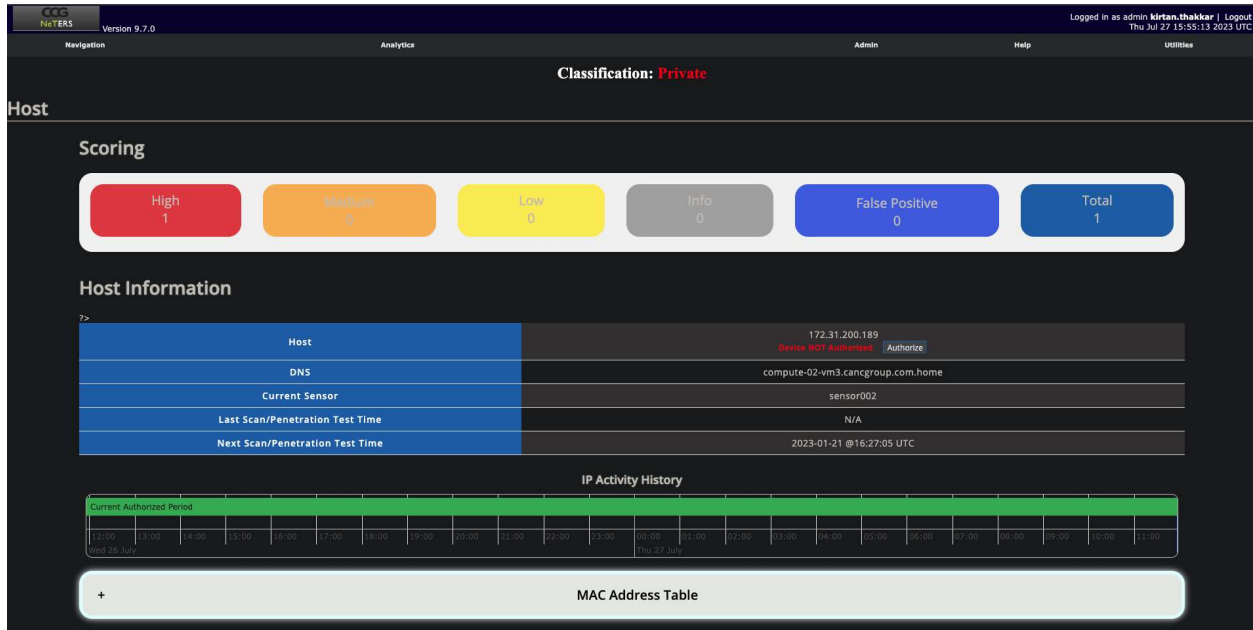 CCG
NeTERS
Version 9.7.0
Logged in as admin kirtan.thakkar | Logout
Thu Jul 27 15:55:13 2023 UTC
Navigation Analytics Admin Help Utilities
Classification: Private
Host
Scoring
High Medium Low Info False Positive Total
1 0 0 0 0 1
Host Information
?>
Host 172.31.200.189
Device NOT Authorized Authorize
DNS compute-02-vm3.cancgroup.com.home
Current Sensor sensor002
Last Scan/Penetration Test Time N/A
Next Scan/Penetration Test Time 2023-01-21 @16:27:05 UTC
IP Activity History
Current Authorized Period
12:00 13:00 14:00 15:00 16:00 17:00 18:00 19:00 20:00 21:00 22:00 23:00 00:00 01:00 02:00 03:00 04:00 05:00 06:00 07:00 08:00 09:00 10:00 11:00
Wed 26 July Thu 27 July
+ MAC Address Table